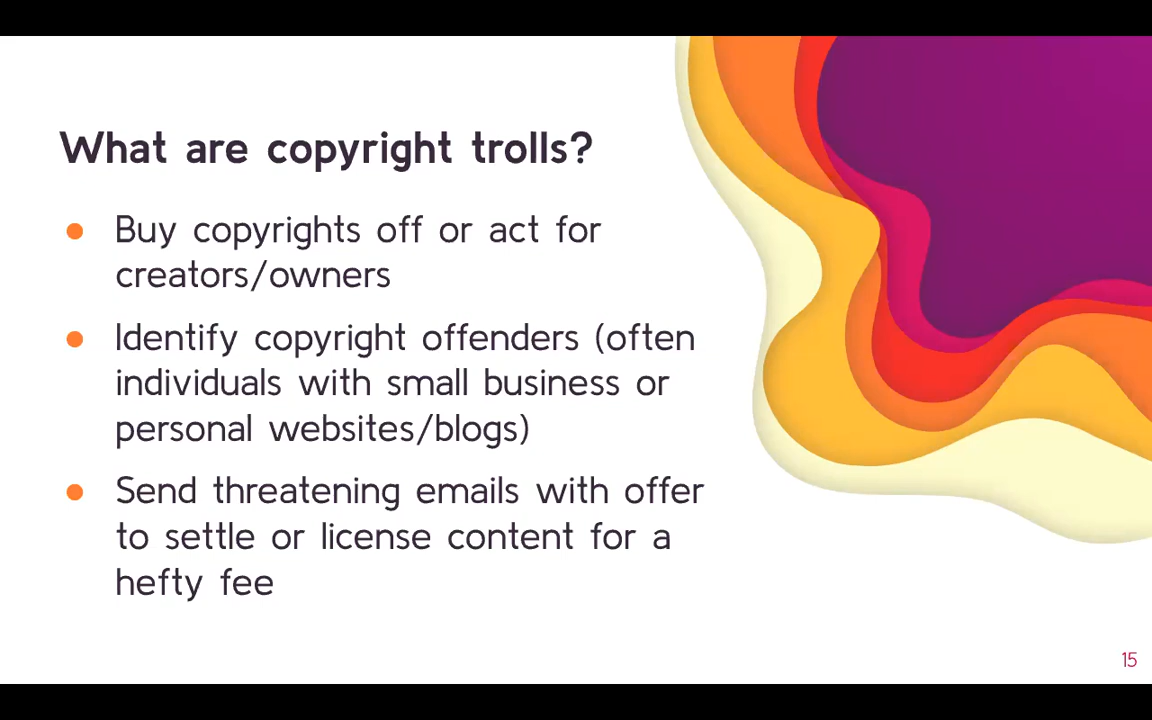 What are copyright trolls?
● Buy copyrights off or act for
creators/owners
● Identify copyright offenders (often
individuals with small business or
personal websites/blogs)
● Send threatening emails with offer
to settle or license content for a
hefty fee
15